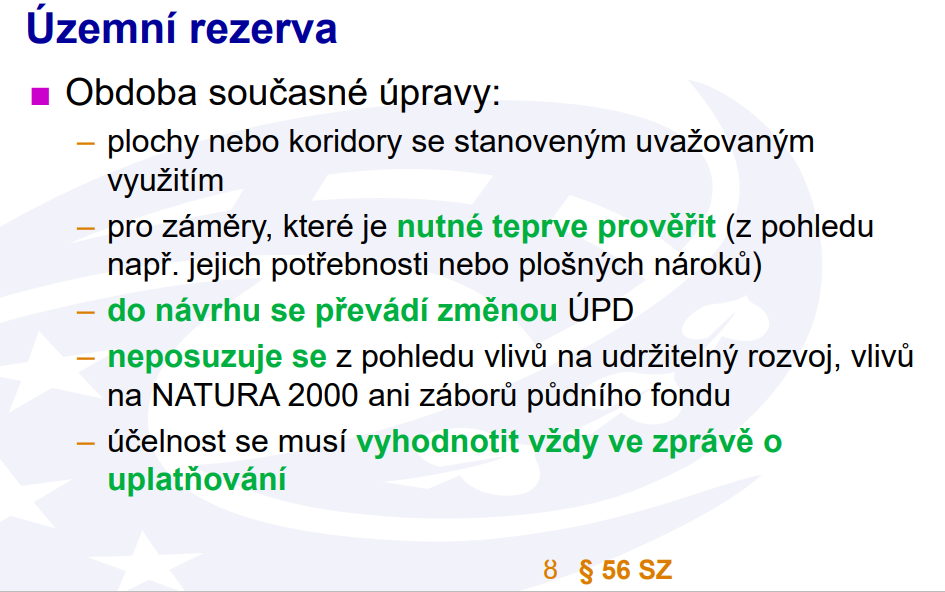 Územní rezerva
■ Obdoba současné úpravy:
– plochy nebo koridory se stanoveným uvažovaným
využitím
– pro záměry, které je nutné teprve prověřit (z pohledu
např. jejich potřebnosti nebo plošných nároků)
– do návrhu se převádí změnou ÚPD
– neposuzuje se z pohledu vlivů na udržitelný rozvoj, vlivů
na NATURA 2000 ani záborů půdního fondu
– účelnost se musí vyhodnotit vždy ve zprávě o
uplatňování
8 § 56 SZ